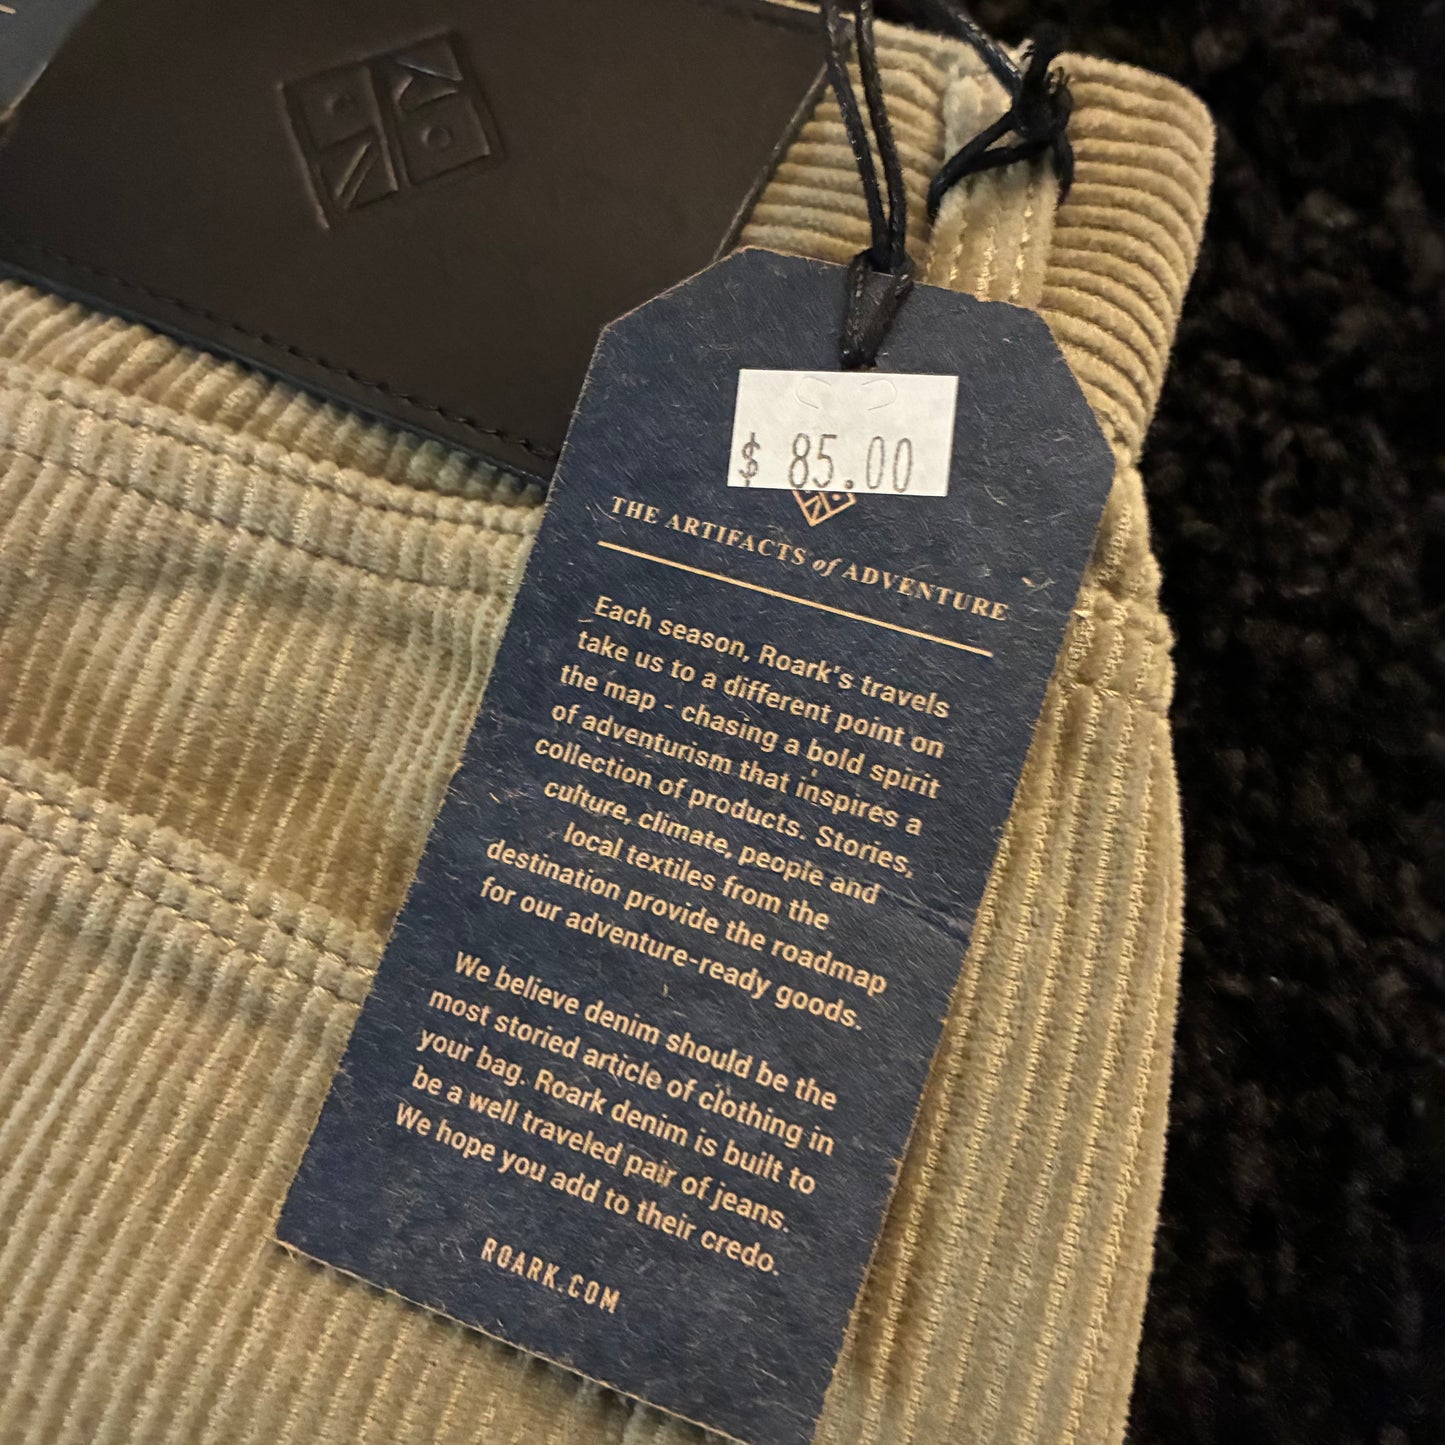 $ 85.00
THE ARTIFACTS of ADVENTURE
Each season, Roark's travels
take us to a different point on
the map - chasing a bold spirit
of adventurism that inspires a
collection of products. Stories,
culture, climate, people and
local textiles from the
destination provide the roadmap
for our adventure-ready goods.
We believe denim should be the
most storied article of clothing in
your bag. Roark denim is built to
be a well traveled pair of jeans.
We hope you add to their credo.
ROARK.COM